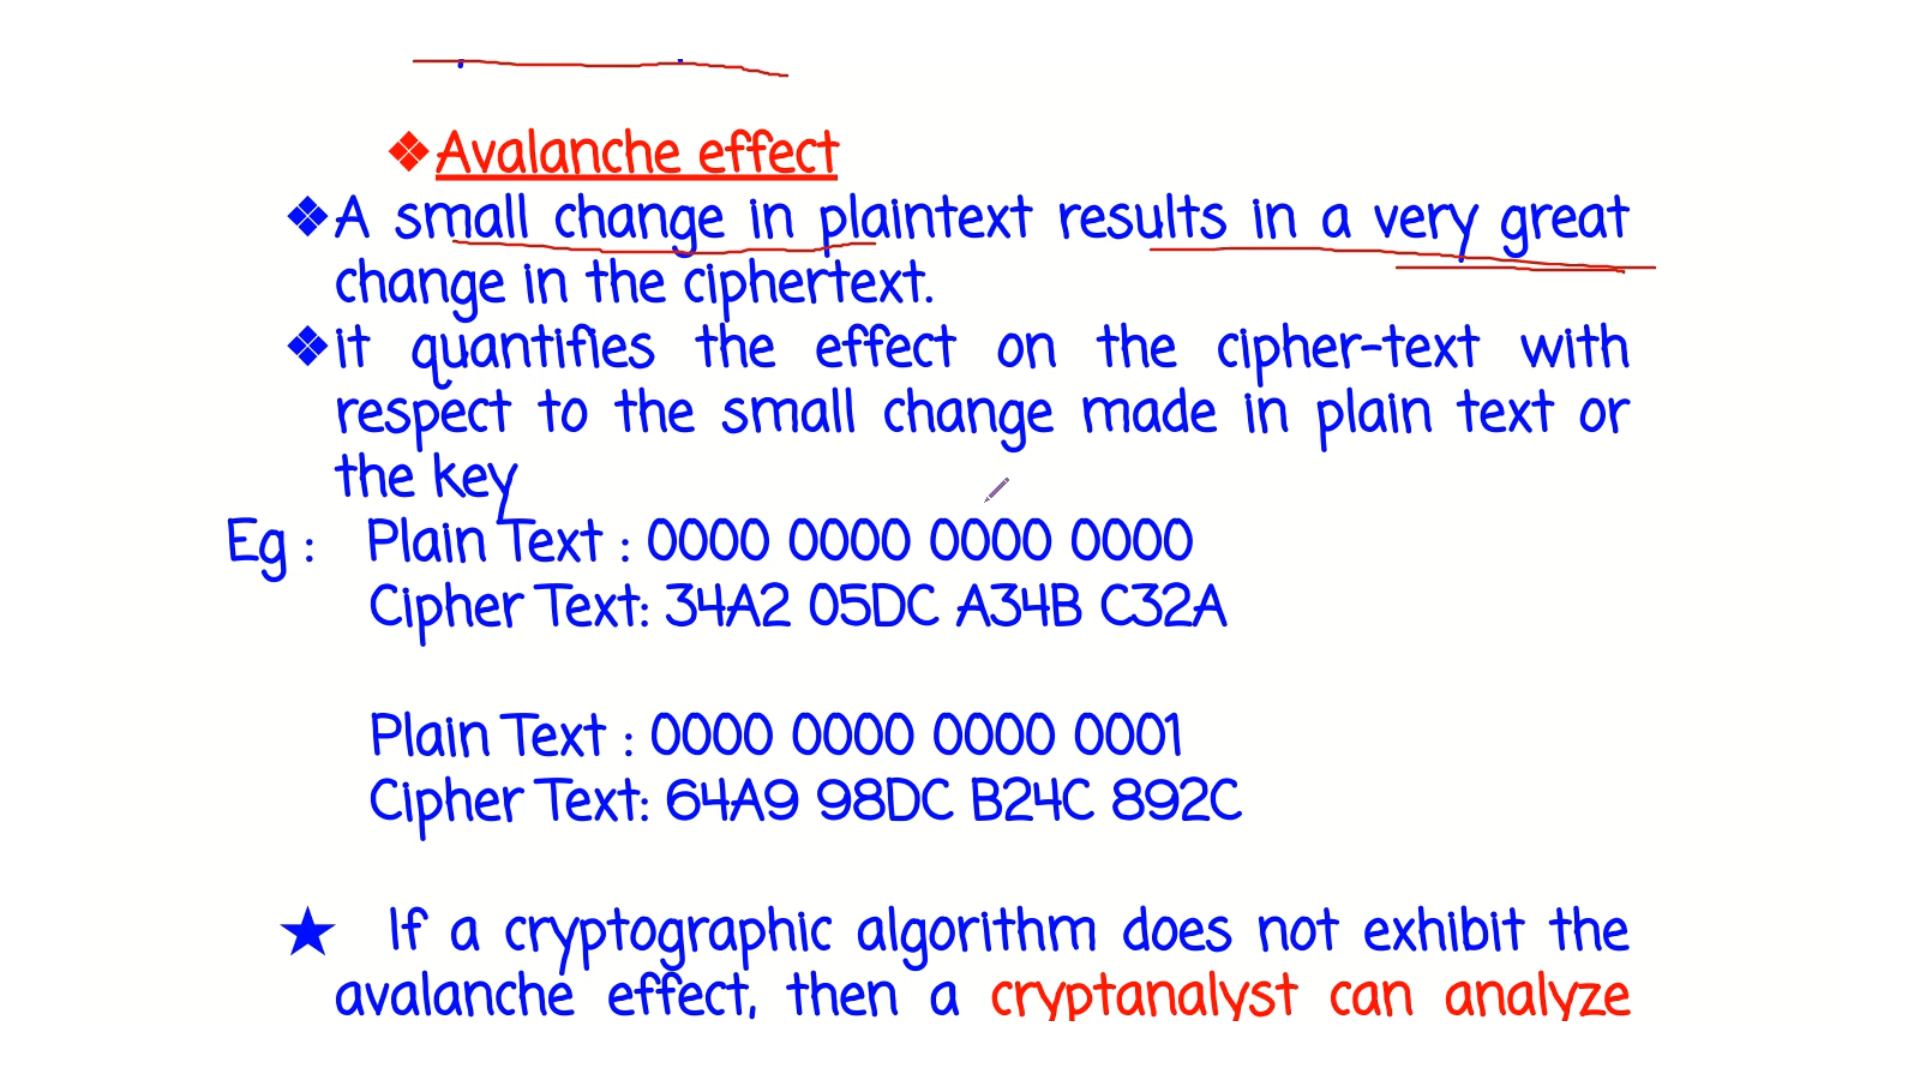 ❖Avalanche effect
❖A small change in plaintext results in a very great
change in the ciphertext.
❖it quantifies the effect on the cipher-text with
respect to the small change made in plain text or
the key
Eg : Plain Text : 0000 0000 0000 0000
Cipher Text: 34A2 05DC A34B C32A
Plain Text : 0000 0000 0000 0001
Cipher Text: 64A9 98DC B24C 892C
★ If a cryptographic algorithm does not exhibit the
avalanche effect, then a cryptanalyst can analyze